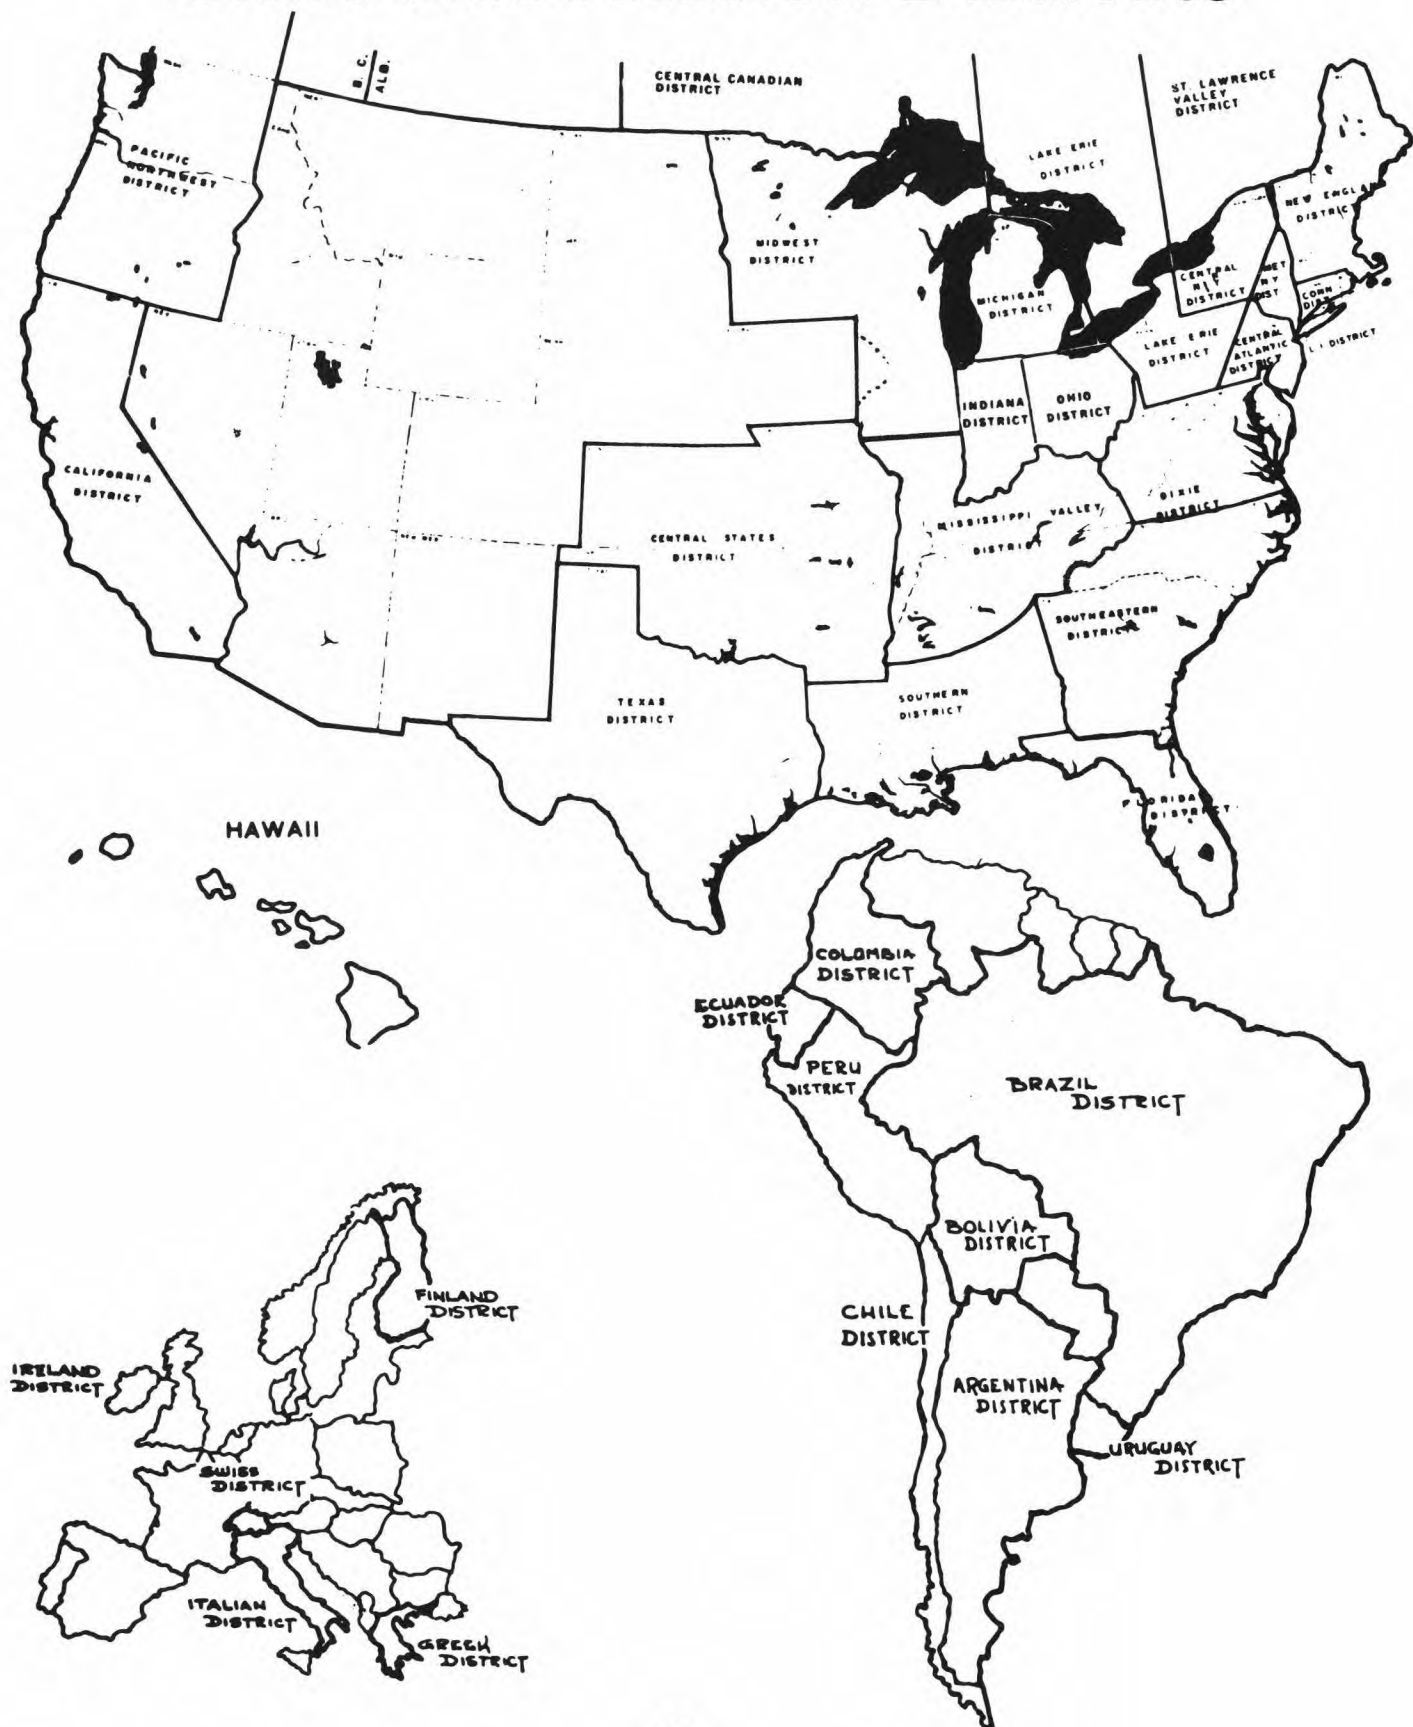 B. C.
ALB.
CENTRAL CANADIAN
DISTRICT
ST. LAWRENCE
VALLEY
DISTRICT
LAKE ERIE
DISTRICT
PACIFIC
NORTHWEST
DISTRICT
NEW ENGLAND
DISTRICT
MIDWEST
DISTRICT
CENTRAL
N Y
DISTRICT
MET
N Y
DIST
CONN
DIST
MICHIGAN
DISTRICT
LAKE ERIE
DISTRICT
CENTRAL
ATLANTIC
DISTRICT
L I DISTRICT
INDIANA
DISTRICT
OHIO
DISTRICT
CALIFORNIA
DISTRICT
DIXIE
DISTRICT
MISSISSIPPI VALLEY
DISTRICT
CENTRAL STATES
DISTRICT
SOUTHEASTERN
DISTRICT
TEXAS
DISTRICT
SOUTHERN
DISTRICT
FLORIDA
DISTRICT
HAWAII
COLOMBIA
DISTRICT
ECUADOR
DISTRICT
PERU
DISTRICT
BRAZIL
DISTRICT
BOLIVIA
DISTRICT
FINLAND
DISTRICT
CHILE
DISTRICT
IRELAND
DISTRICT
ARGENTINA
DISTRICT
URUGUAY
DISTRICT
SWISS
DISTRICT
ITALIAN
DISTRICT
GREEK
DISTRICT